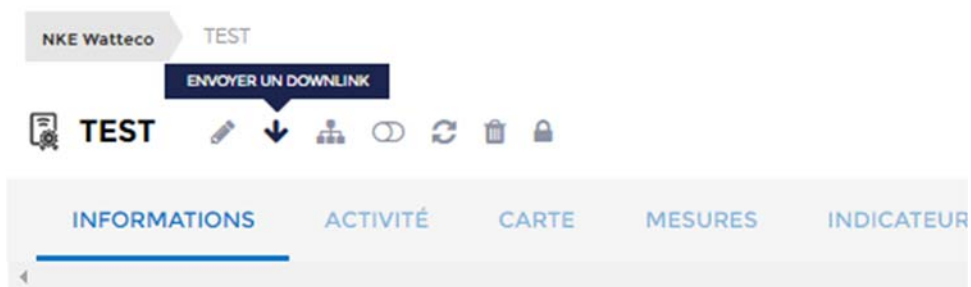 NKE Watteco TEST
ENVOYER UN DOWNLINK
TEST
INFORMATIONS ACTIVITÉ CARTE MESURES INDICATEUR